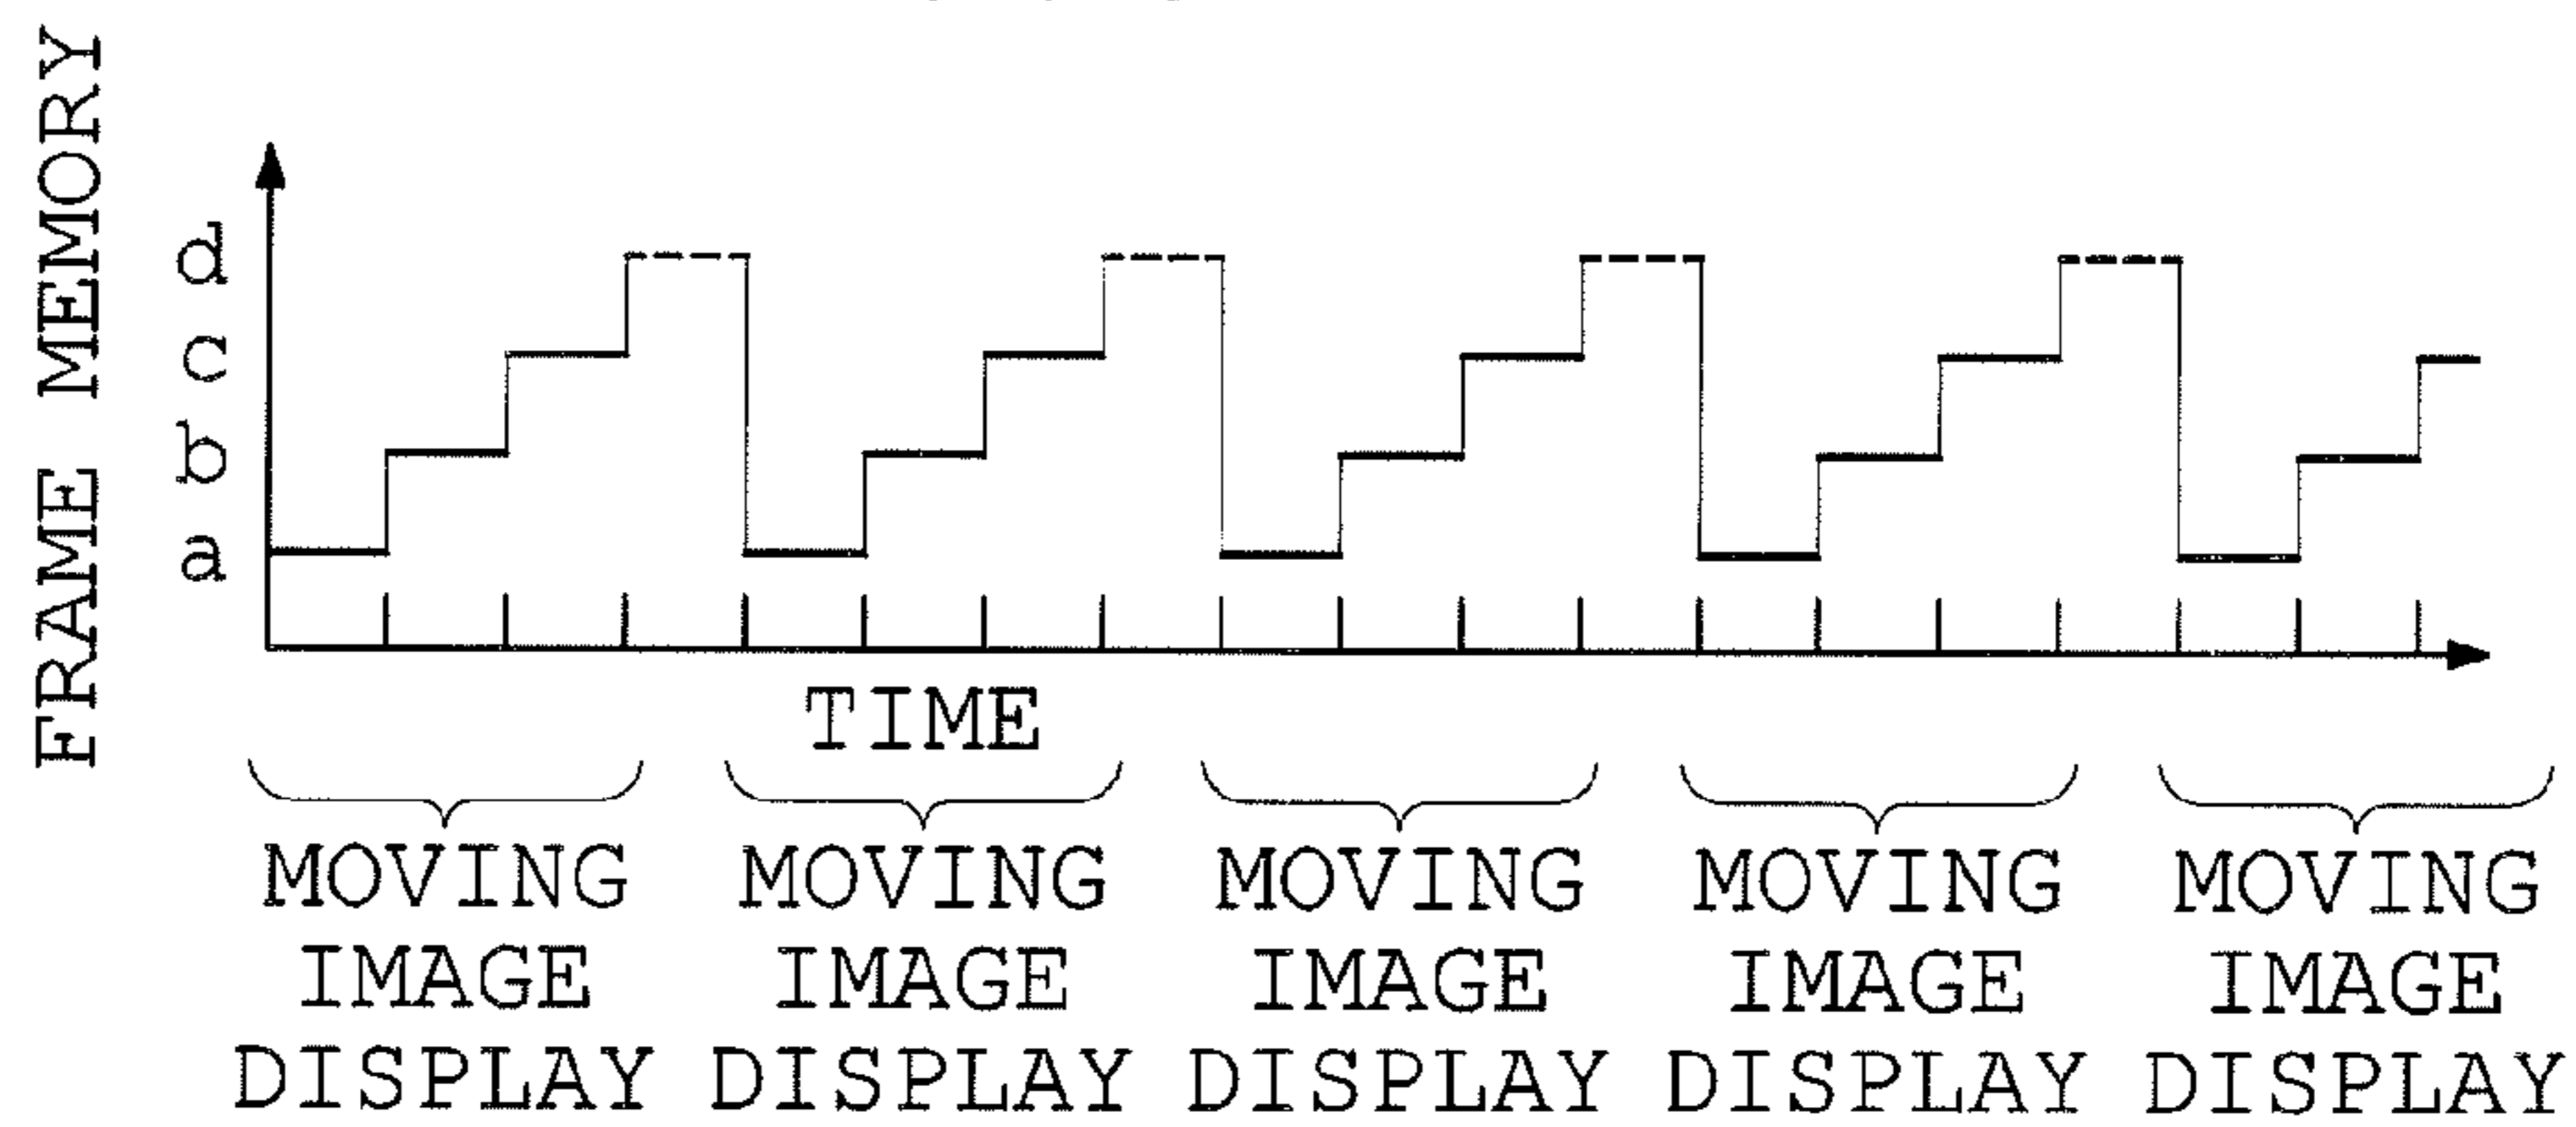 FRAME MEMORY
d
c
b
a
TIME
MOVING MOVING MOVING MOVING MOVING
IMAGE IMAGE IMAGE IMAGE IMAGE
DISPLAY DISPLAY DISPLAY DISPLAY DISPLAY